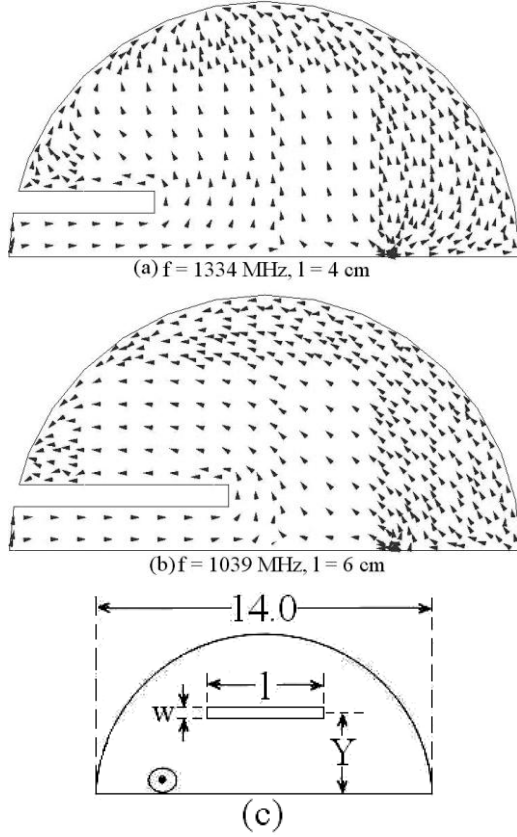 (a) f = 1334 MHz, l = 4 cm
(b) f = 1039 MHz, l = 6 cm
14.0
l
w
Y
(c)